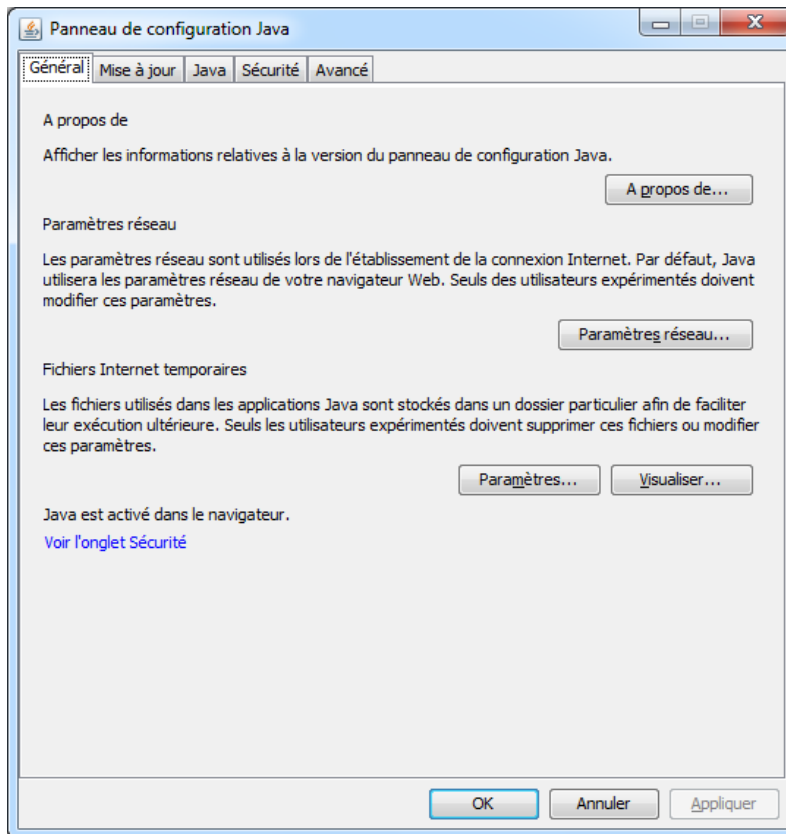 Panneau de configuration Java
Général Mise à jour Java Sécurité Avancé
A propos de
Afficher les informations relatives à la version du panneau de configuration Java.
A propos de...
Paramètres réseau
Les paramètres réseau sont utilisés lors de l'établissement de la connexion Internet. Par défaut, Java
utilisera les paramètres réseau de votre navigateur Web. Seuls des utilisateurs expérimentés doivent
modifier ces paramètres.
Paramètres réseau...
Fichiers Internet temporaires
Les fichiers utilisés dans les applications Java sont stockés dans un dossier particulier afin de faciliter
leur exécution ultérieure. Seuls les utilisateurs expérimentés doivent supprimer ces fichiers ou modifier
ces paramètres.
Paramètres... Visualiser...
Java est activé dans le navigateur.
Voir l'onglet Sécurité
OK Annuler Appliquer